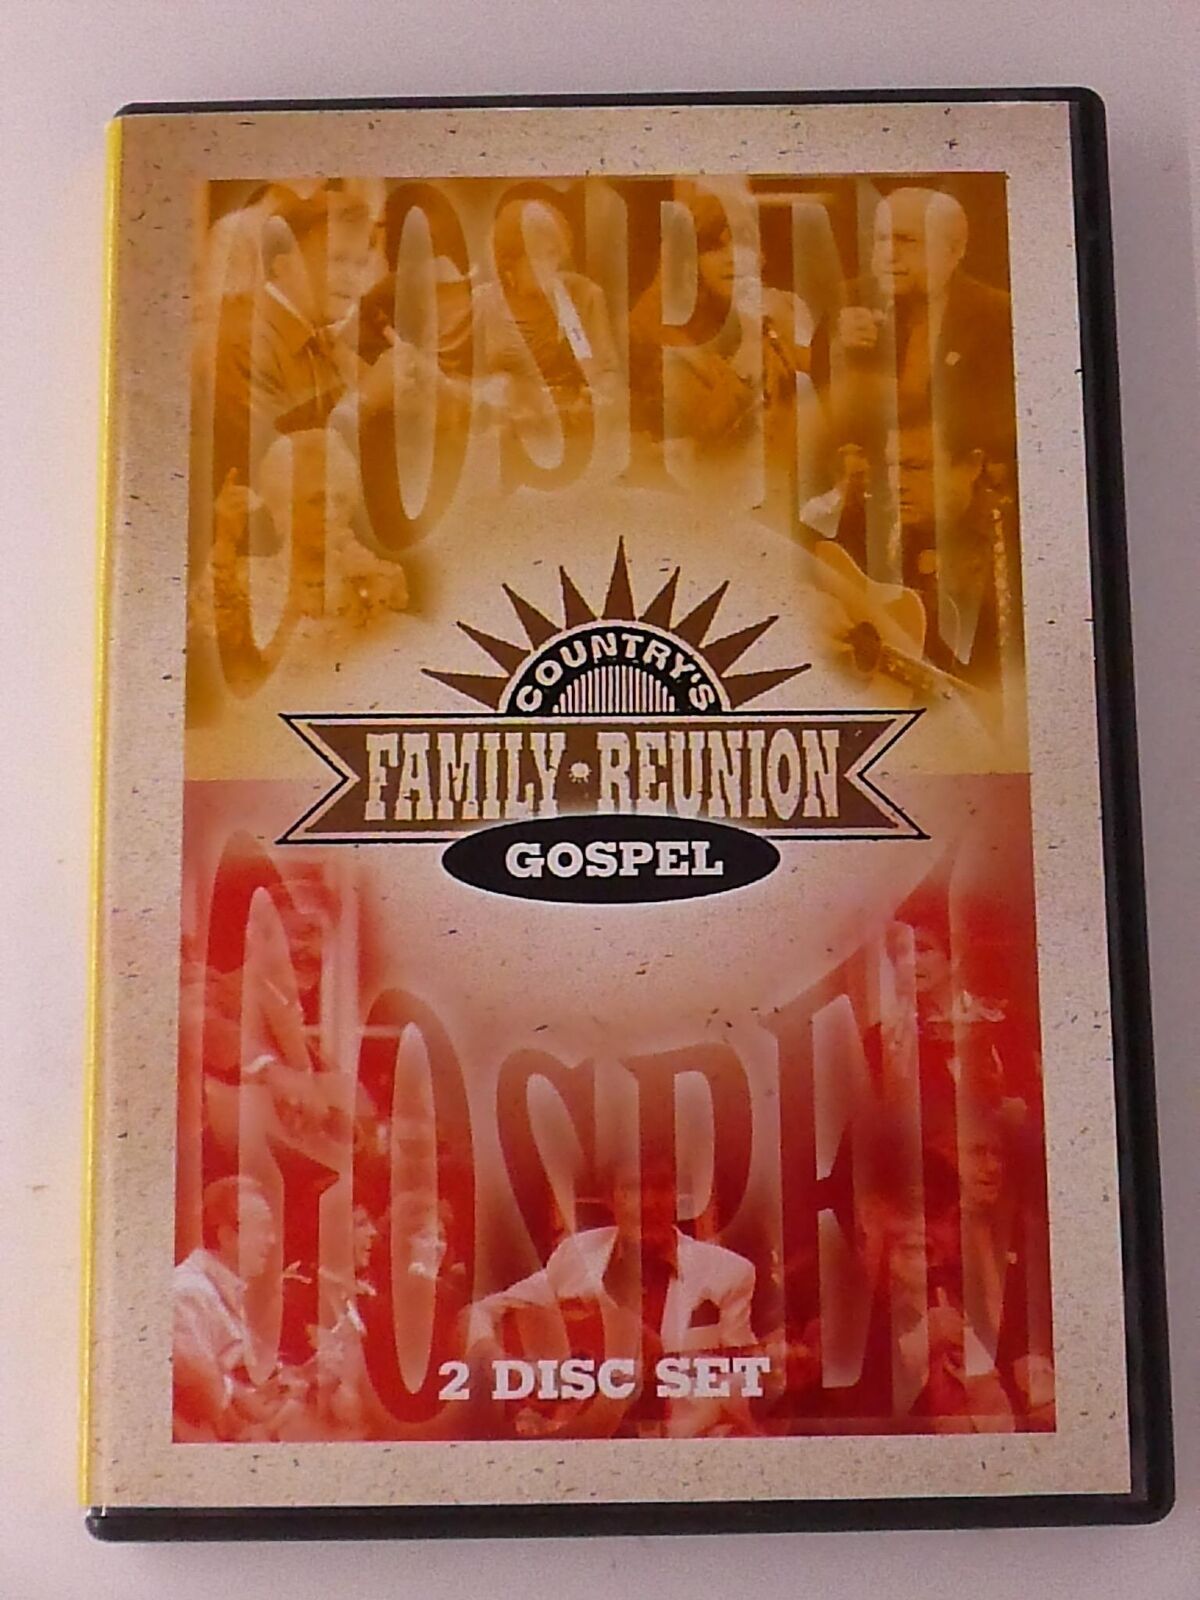 GOSPEL
COUNTRY'S
FAMILY REUNION
GOSPEL
GOSPEL
2 DISC SET